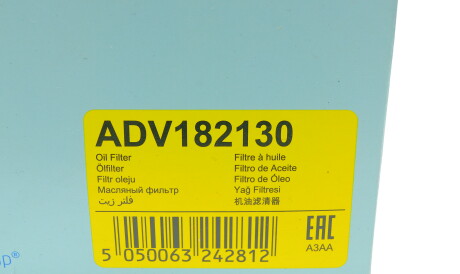 ADV182130
Oil Filter
Ölfilter
Filtr oleju
Масляный фильтр
فلتر زيت
Filtre à huile
Filtro de Aceite
Filtro de Óleo
Yağ Filtresi
机油滤清器
5 050063 242812
EAC
A3AA
op®